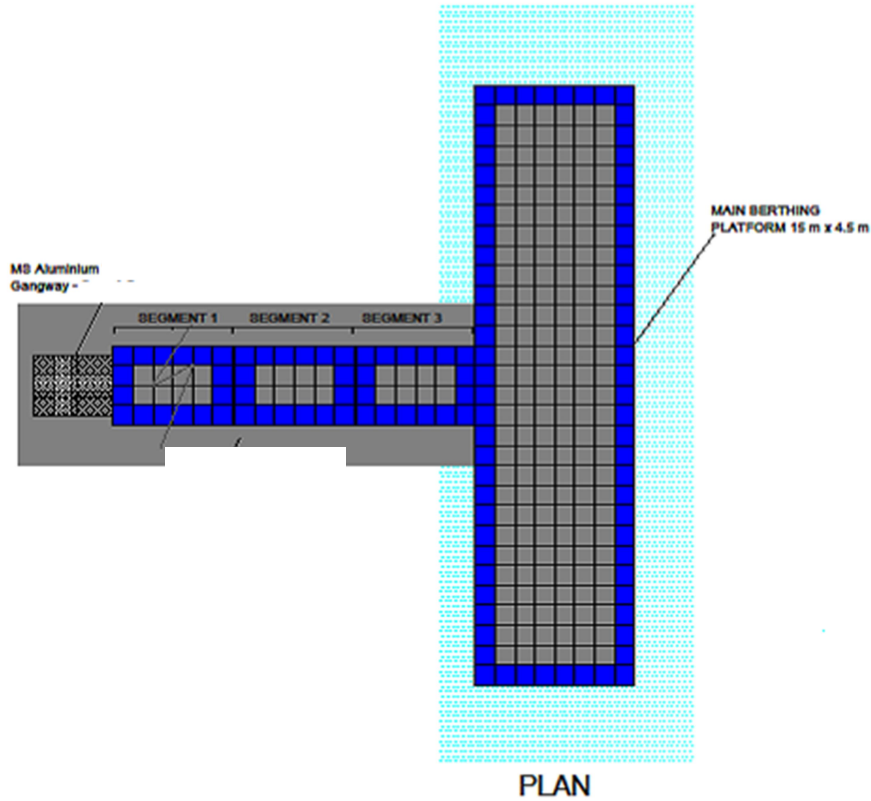 MAIN BERTHING
PLATFORM 15 m x 4.5 m
MS Aluminium
Gangway -
SEGMENT 1
SEGMENT 2
SEGMENT 3
PLAN